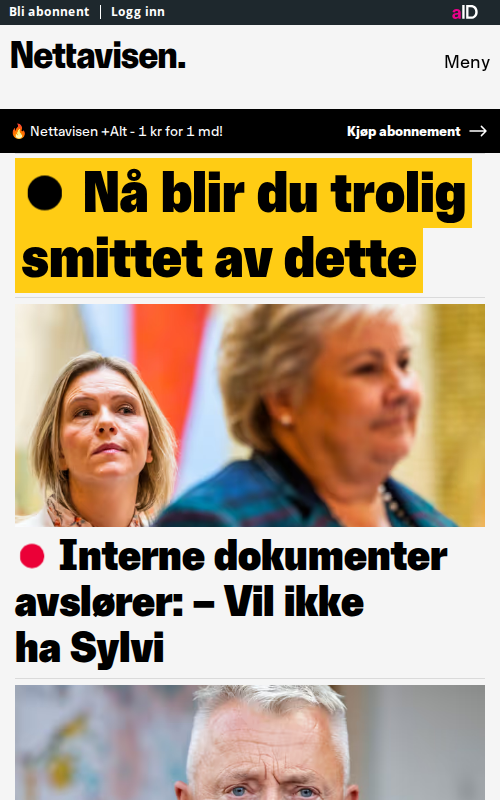 Bli abonnent | Logg inn
aID
Nettavisen.
Meny
🔥 Nettavisen +Alt - 1 kr for 1 md!
Kjøp abonnement →
Nå blir du trolig
smittet av dette
Interne dokumenter
avslører: – Vil ikke
ha Sylvi